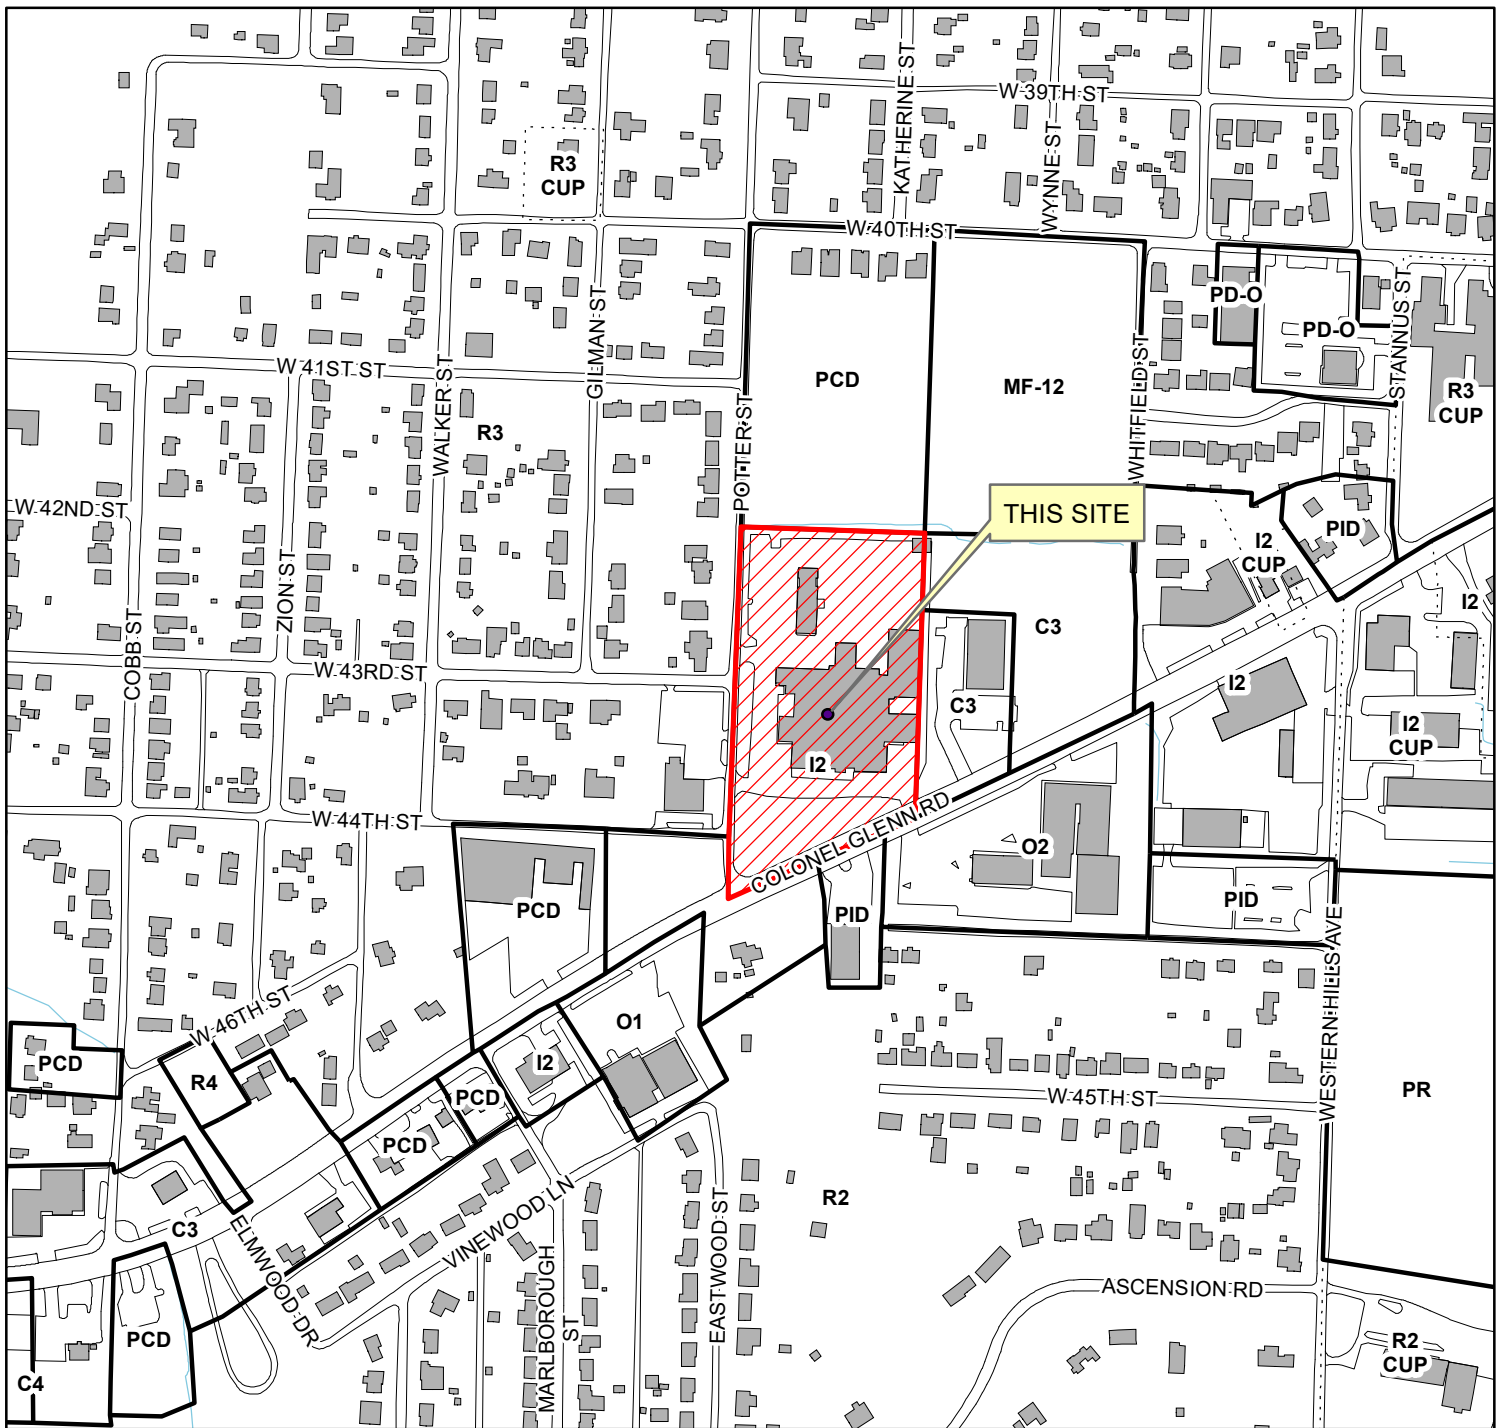 KATHERINE ST
W 39TH ST
WYNNE ST
R3
CUP
W 40TH ST
PD-O
PD-O
STANNUS ST
GILMAN ST
W 41ST ST
WALKER ST
PCD
MF-12
WHITFIELD ST
R3
CUP
R3
POTTER ST
W 42ND ST
THIS SITE
PID
I2
CUP
ZION ST
COBB ST
I2
C3
W 43RD ST
C3
I2
I2
CUP
I2
W 44TH ST
COLONEL GLENN RD
O2
PCD
PID
PID
WESTERN HILLS AVE
W 46TH ST
O1
PCD
R4
I2
PCD
PCD
W 45TH ST
PR
R2
C3
ELMWOOD DR
VINEWOOD LN
MARLBOROUGH
ST
EASTWOOD ST
ASCENSION RD
PCD
R2
CUP
C4